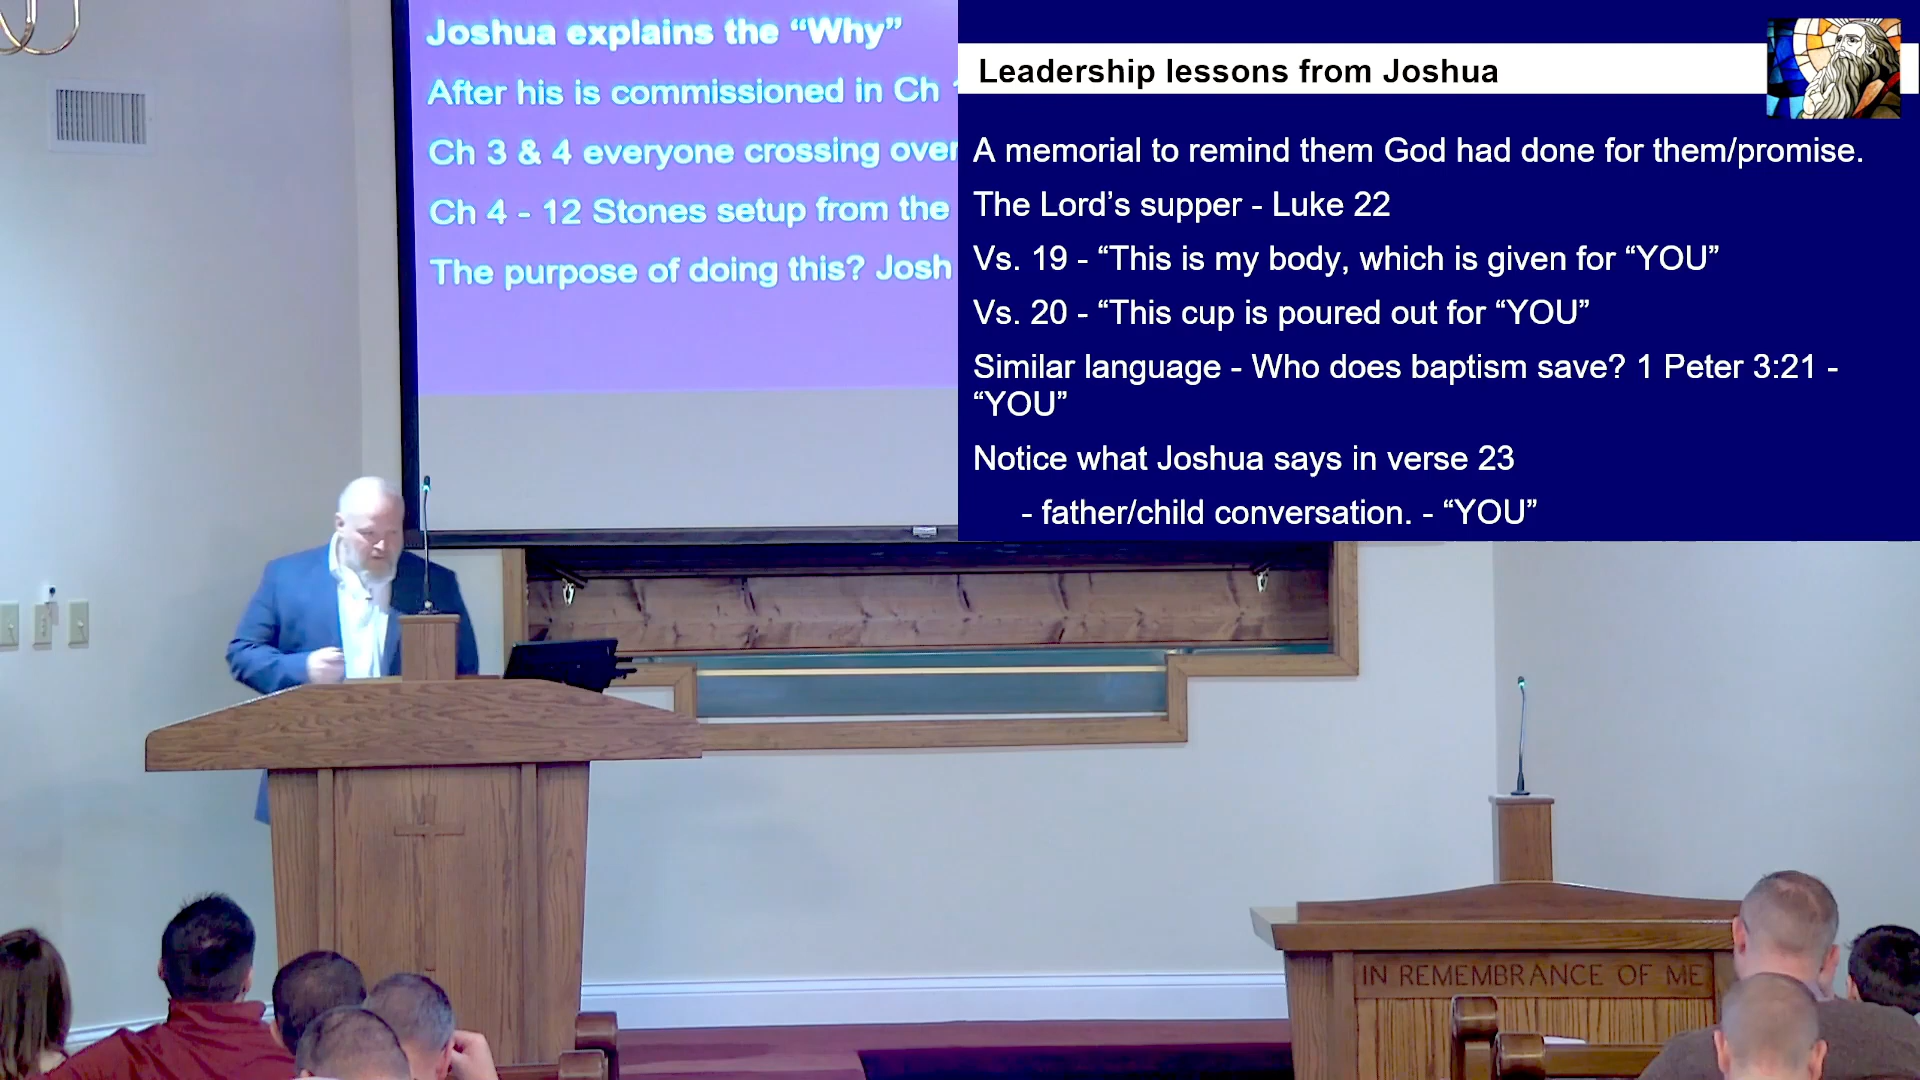 Joshua explains the “Why”
After his is commissioned in Ch
Ch 3 & 4 everyone crossing over
Ch 4 - 12 Stones setup from the
The purpose of doing this? Josh
Leadership lessons from Joshua
A memorial to remind them God had done for them/promise.
The Lord’s supper - Luke 22
Vs. 19 - “This is my body, which is given for “YOU”
Vs. 20 - “This cup is poured out for “YOU”
Similar language - Who does baptism save? 1 Peter 3:21 -
“YOU”
Notice what Joshua says in verse 23
- father/child conversation. - “YOU”
IN REMEMBRANCE OF ME